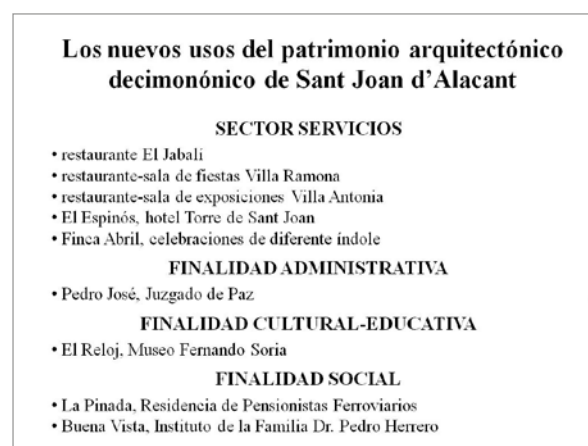 Los nuevos usos del patrimonio arquitectónico
decimonónico de Sant Joan d'Alacant
SECTOR SERVICIOS
• restaurante El Jabalí
• restaurante-sala de fiestas Villa Ramona
• restaurante-sala de exposiciones Villa Antonia
• El Espinós, hotel Torre de Sant Joan
• Finca Abril, celebraciones de diferente índole
FINALIDAD ADMINISTRATIVA
• Pedro José, Juzgado de Paz
FINALIDAD CULTURAL-EDUCATIVA
• El Reloj, Museo Fernando Soria
FINALIDAD SOCIAL
• La Pinada, Residencia de Pensionistas Ferroviarios
• Buena Vista, Instituto de la Familia Dr. Pedro Herrero